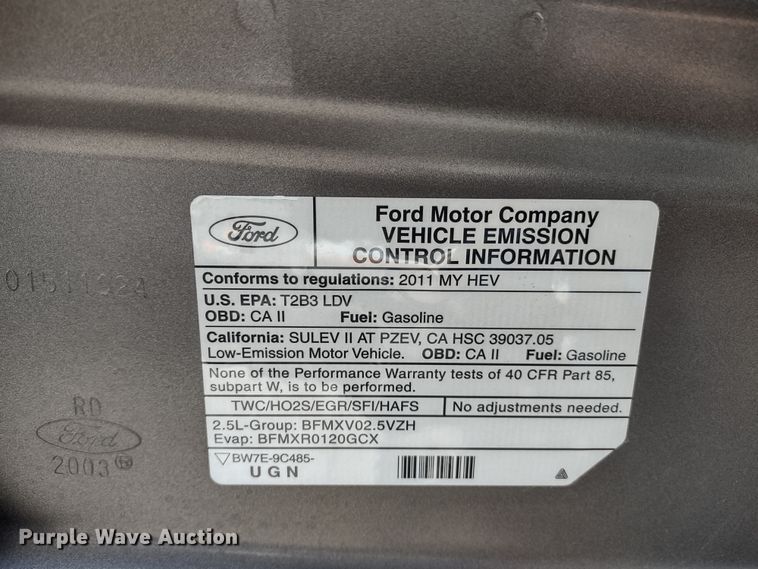 Ford
Ford Motor Company
VEHICLE EMISSION
CONTROL INFORMATION
Conforms to regulations: 2011 MY HEV
U.S. EPA: T2B3 LDV
OBD: CA II Fuel: Gasoline
California: SULEV II AT PZEV, CA HSC 39037.05
Low-Emission Motor Vehicle. OBD: CA II Fuel: Gasoline
None of the Performance Warranty tests of 40 CFR Part 85,
subpart W, is to be performed.
TWC/HO2S/EGR/SFI/HAFS No adjustments needed.
2.5L-Group: BFMXV02.5VZH
Evap: BFMXR0120GCX
BW7E-9C485-
UGN
RD
Ford
2003
Purple Wave Auction